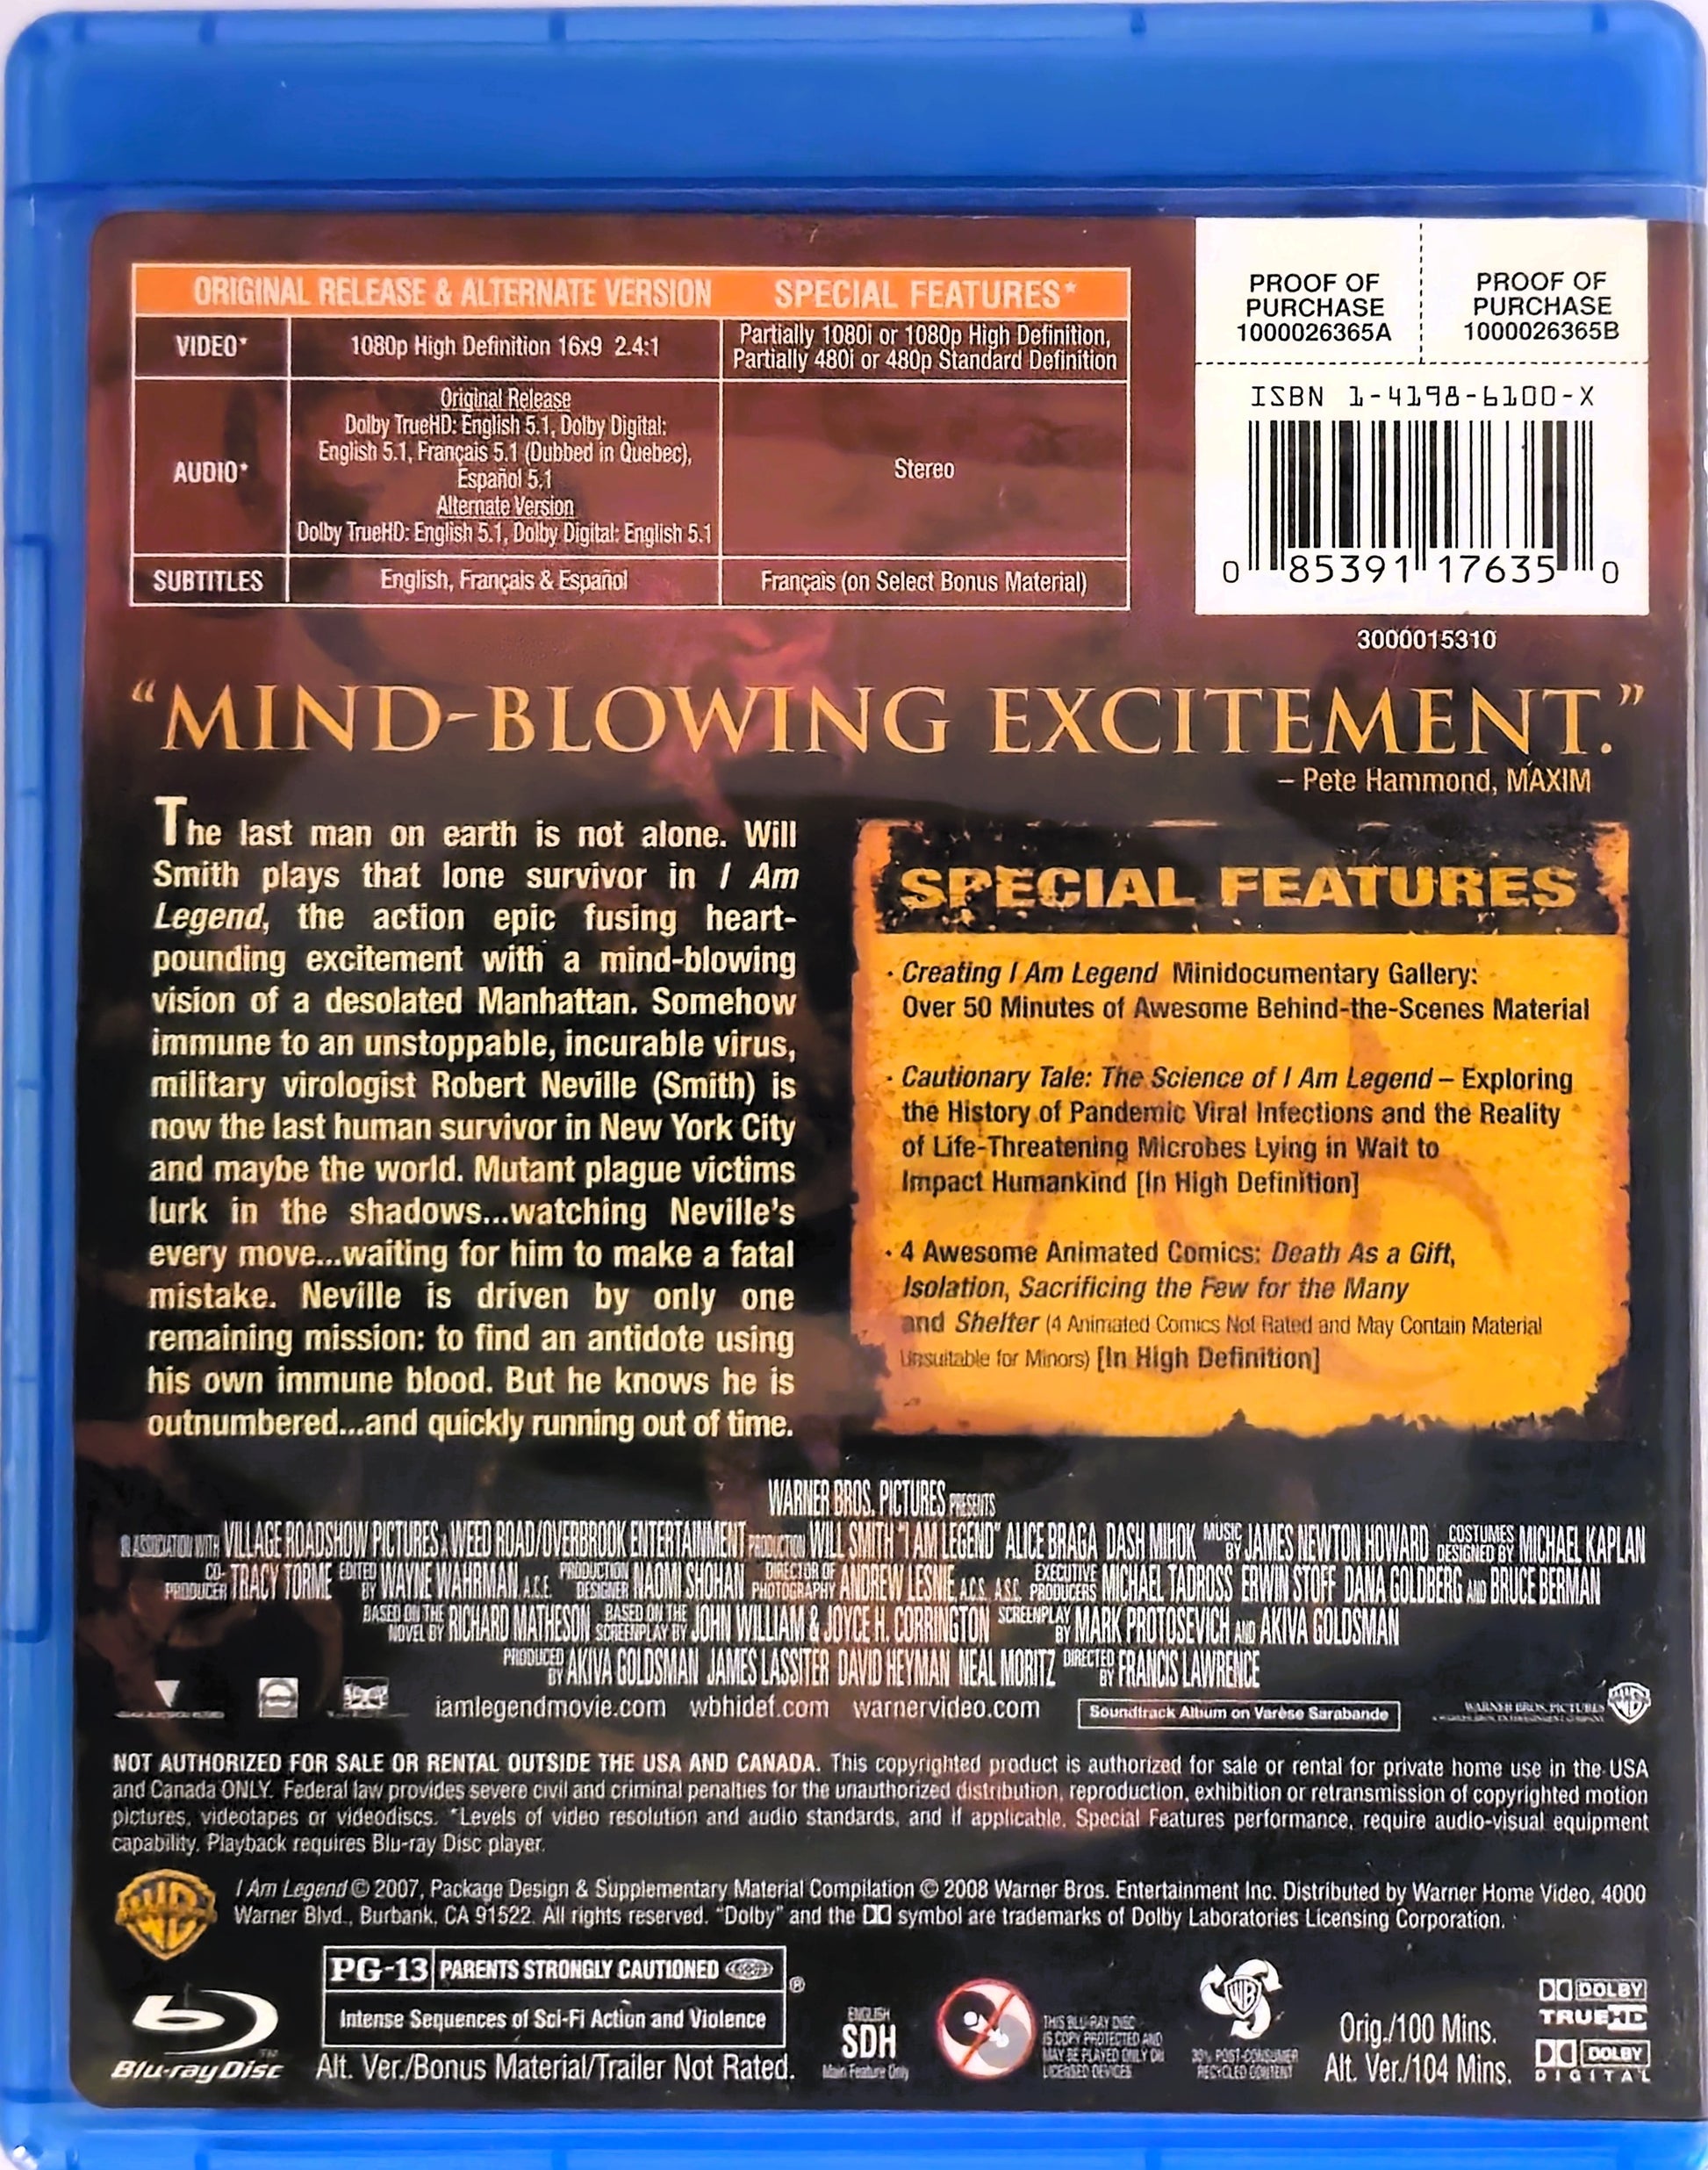 ORIGINAL RELEASE & ALTERNATE VERSION SPECIAL FEATURES*
VIDEO* 1080p High Definition 16x9 2.4:1 Partially 1080i or 1080p High Definition,
Partially 480i or 480p Standard Definition
AUDIO*
Original Release
Dolby TrueHD: English 5.1, Dolby Digital:
English 5.1, Français 5.1 (Dubbed in Quebec),
Español 5.1
Alternate Version
Dolby TrueHD: English 5.1, Dolby Digital: English 5.1
Stereo
SUBTITLES English, Français & Español Français (on Select Bonus Material)
PROOF OF
PURCHASE
1000026365A
PROOF OF
PURCHASE
1000026365B
ISBN 1-4198-6100-X
0 85391 17635 0
3000015310
“MIND-BLOWING EXCITEMENT.”
– Pete Hammond, MAXIM
The last man on earth is not alone. Will
Smith plays that lone survivor in I Am
Legend, the action epic fusing heart-
pounding excitement with a mind-blowing
vision of a desolated Manhattan. Somehow
immune to an unstoppable, incurable virus,
military virologist Robert Neville (Smith) is
now the last human survivor in New York City
and maybe the world. Mutant plague victims
lurk in the shadows...watching Neville's
every move...waiting for him to make a fatal
mistake. Neville is driven by only one
remaining mission: to find an antidote using
his own immune blood. But he knows he is
outnumbered...and quickly running out of time.
SPECIAL FEATURES
· Creating I Am Legend Minidocumentary Gallery:
Over 50 Minutes of Awesome Behind-the-Scenes Material
· Cautionary Tale: The Science of I Am Legend – Exploring
the History of Pandemic Viral Infections and the Reality
of Life-Threatening Microbes Lying in Wait to
Impact Humankind [In High Definition]
· 4 Awesome Animated Comics: Death As a Gift,
Isolation, Sacrificing the Few for the Many
and Shelter (4 Animated Comics Not Rated and May Contain Material
Unsuitable for Minors) [In High Definition]
WARNER BROS. PICTURES PRESENTS
IN ASSOCIATION WITH VILLAGE ROADSHOW PICTURES A WEED ROAD/OVERBROOK ENTERTAINMENT PRODUCTION WILL SMITH "I AM LEGEND" ALICE BRAGA DASH MIHOK MUSIC BY JAMES NEWTON HOWARD COSTUMES DESIGNED BY MICHAEL KAPLAN
CO-PRODUCER TRACY TORME EDITED BY WAYNE WAHRMAN A.C.E. PRODUCTION DESIGNER NAOMI SHOHAN DIRECTOR OF PHOTOGRAPHY ANDREW LESNIE, A.C.S. A.S.C. EXECUTIVE PRODUCERS MICHAEL TADROSS ERWIN STOFF DANA GOLDBERG AND BRUCE BERMAN
BASED ON THE NOVEL BY RICHARD MATHESON BASED ON THE SCREENPLAY BY JOHN WILLIAM & JOYCE H. CORRINGTON SCREENPLAY BY MARK PROTOSEVICH AND AKIVA GOLDSMAN
PRODUCED BY AKIVA GOLDSMAN JAMES LASSITER DAVID HEYMAN NEAL MORITZ DIRECTED BY FRANCIS LAWRENCE
iamlegendmovie.com wbhidef.com warnervideo.com Soundtrack Album on Varèse Sarabande WARNER BROS. PICTURES
NOT AUTHORIZED FOR SALE OR RENTAL OUTSIDE THE USA AND CANADA. This copyrighted product is authorized for sale or rental for private home use in the USA
and Canada ONLY. Federal law provides severe civil and criminal penalties for the unauthorized distribution, reproduction, exhibition or retransmission of copyrighted motion
pictures, videotapes or videodiscs. *Levels of video resolution and audio standards, and if applicable, Special Features performance, require audio-visual equipment
capability. Playback requires Blu-ray Disc player.
I Am Legend © 2007, Package Design & Supplementary Material Compilation © 2008 Warner Bros. Entertainment Inc. Distributed by Warner Home Video, 4000
Warner Blvd., Burbank, CA 91522. All rights reserved. "Dolby" and the DD symbol are trademarks of Dolby Laboratories Licensing Corporation.
PG-13 PARENTS STRONGLY CAUTIONED ®
Intense Sequences of Sci-Fi Action and Violence
Alt. Ver./Bonus Material/Trailer Not Rated.
Blu-ray Disc™
ENGLISH
SDH
Main Feature Only
THIS BLU-RAY DISC
IS COPY PROTECTED AND
MAY BE PLAYED ONLY ON
LICENSED DEVICES
WB
30% POST-CONSUMER
RECYCLED CONTENT
Orig./100 Mins.
Alt. Ver./104 Mins.
DOLBY
TRUEHD
DOLBY
DIGITAL